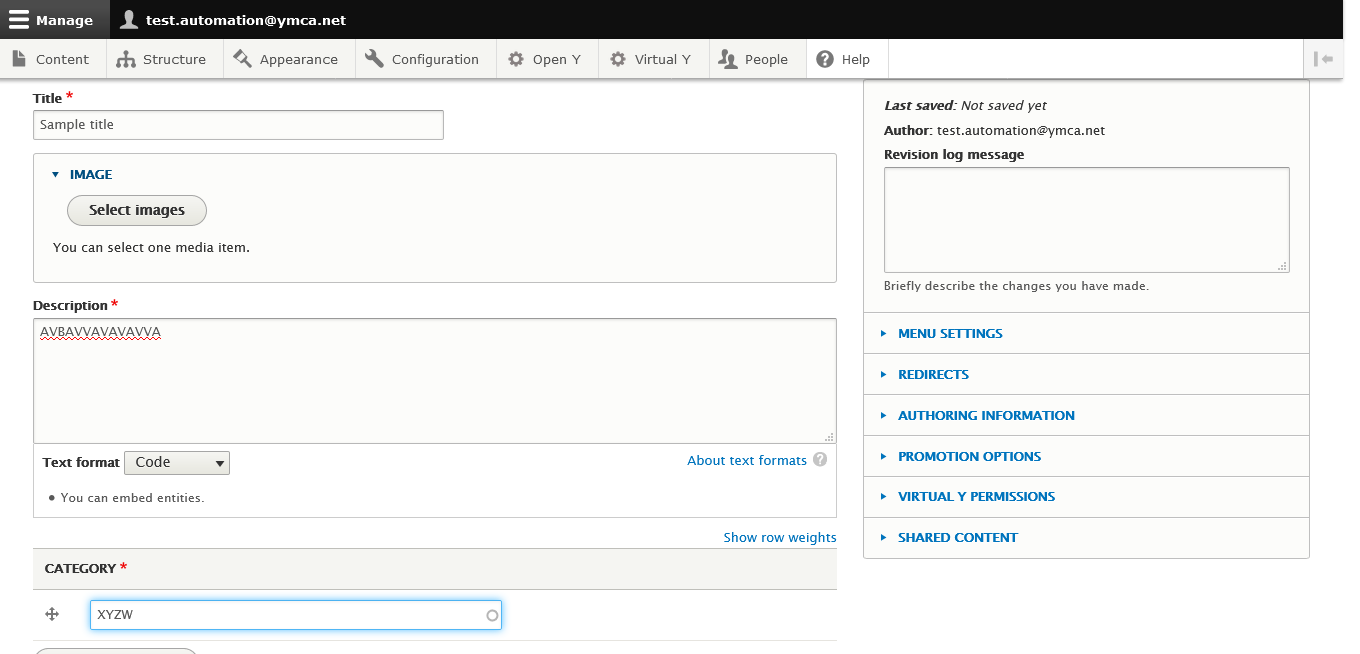 Manage test.automation@ymca.net
Content Structure Appearance Configuration Open Y Virtual Y People Help
Title *
Sample title
IMAGE
Select images
You can select one media item.
Description *
AVBAVVAVAVAVVA
Text format Code About text formats ?
• You can embed entities.
Show row weights
CATEGORY *
XYZW
Last saved: Not saved yet
Author: test.automation@ymca.net
Revision log message
Briefly describe the changes you have made.
MENU SETTINGS
REDIRECTS
AUTHORING INFORMATION
PROMOTION OPTIONS
VIRTUAL Y PERMISSIONS
SHARED CONTENT